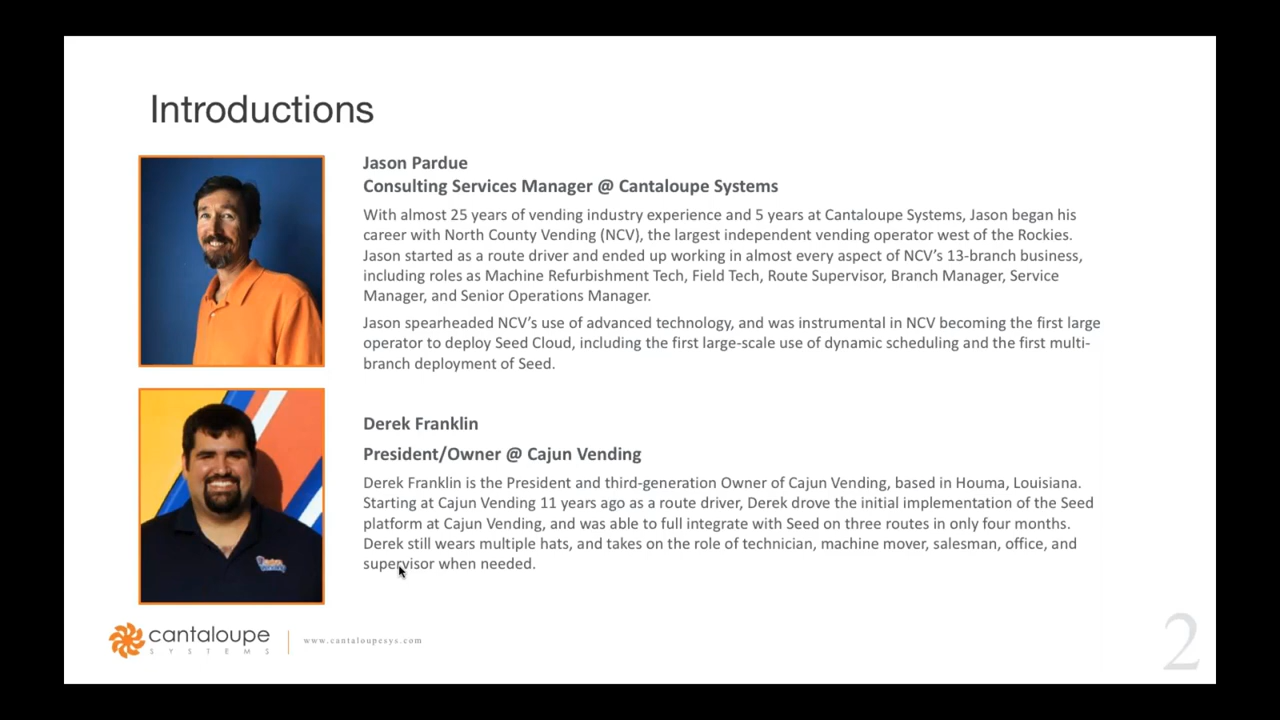 Introductions
Jason Pardue
Consulting Services Manager @ Cantaloupe Systems
With almost 25 years of vending industry experience and 5 years at Cantaloupe Systems, Jason began his
career with North County Vending (NCV), the largest independent vending operator west of the Rockies.
Jason started as a route driver and ended up working in almost every aspect of NCV’s 13-branch business,
including roles as Machine Refurbishment Tech, Field Tech, Route Supervisor, Branch Manager, Service
Manager, and Senior Operations Manager.
Jason spearheaded NCV’s use of advanced technology, and was instrumental in NCV becoming the first large
operator to deploy Seed Cloud, including the first large-scale use of dynamic scheduling and the first multi-
branch deployment of Seed.
Derek Franklin
President/Owner @ Cajun Vending
Derek Franklin is the President and third-generation Owner of Cajun Vending, based in Houma, Louisiana.
Starting at Cajun Vending 11 years ago as a route driver, Derek drove the initial implementation of the Seed
platform at Cajun Vending, and was able to full integrate with Seed on three routes in only four months.
Derek still wears multiple hats, and takes on the role of technician, machine mover, salesman, office, and
supervisor when needed.
cantaloupe
SYSTEMS
www.cantaloupesys.com
2